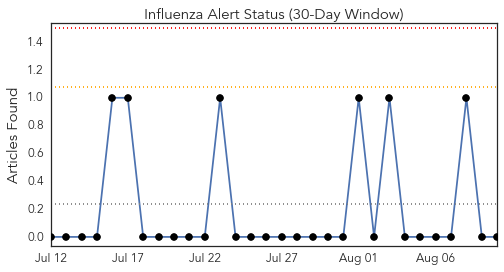 Influenza Alert Status (30-Day Window)
Articles Found
1.4
1.2
1.0
0.8
0.6
0.4
0.2
0.0
Jul 12
Jul 17
Jul 22
Jul 27
Aug 01
Aug 06